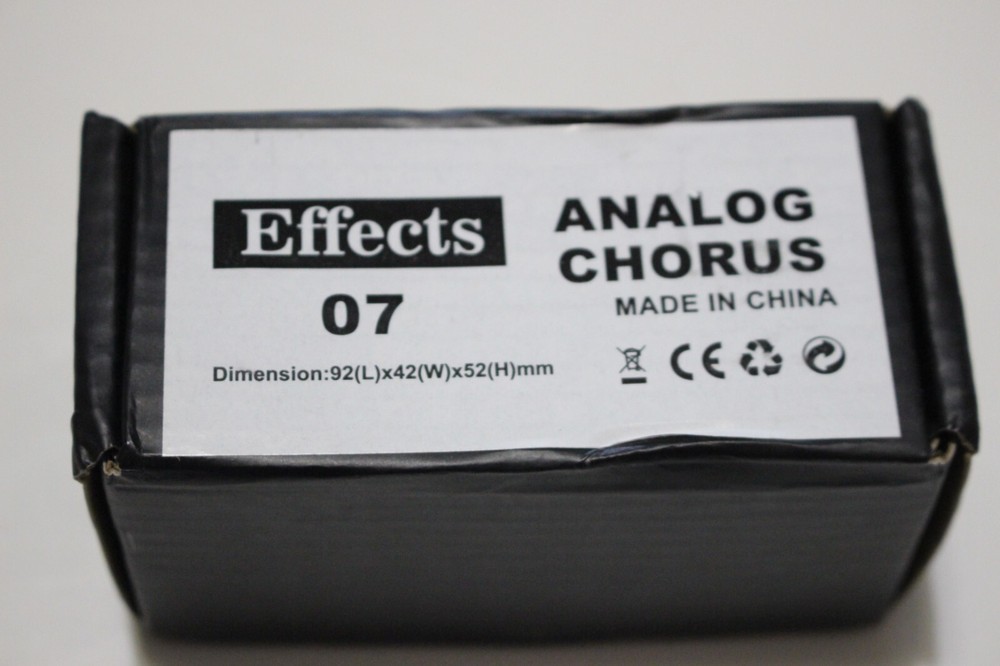 Effects
07
Dimension:92(L)x42(W)x52(H)mm
ANALOG
CHORUS
MADE IN CHINA
CE